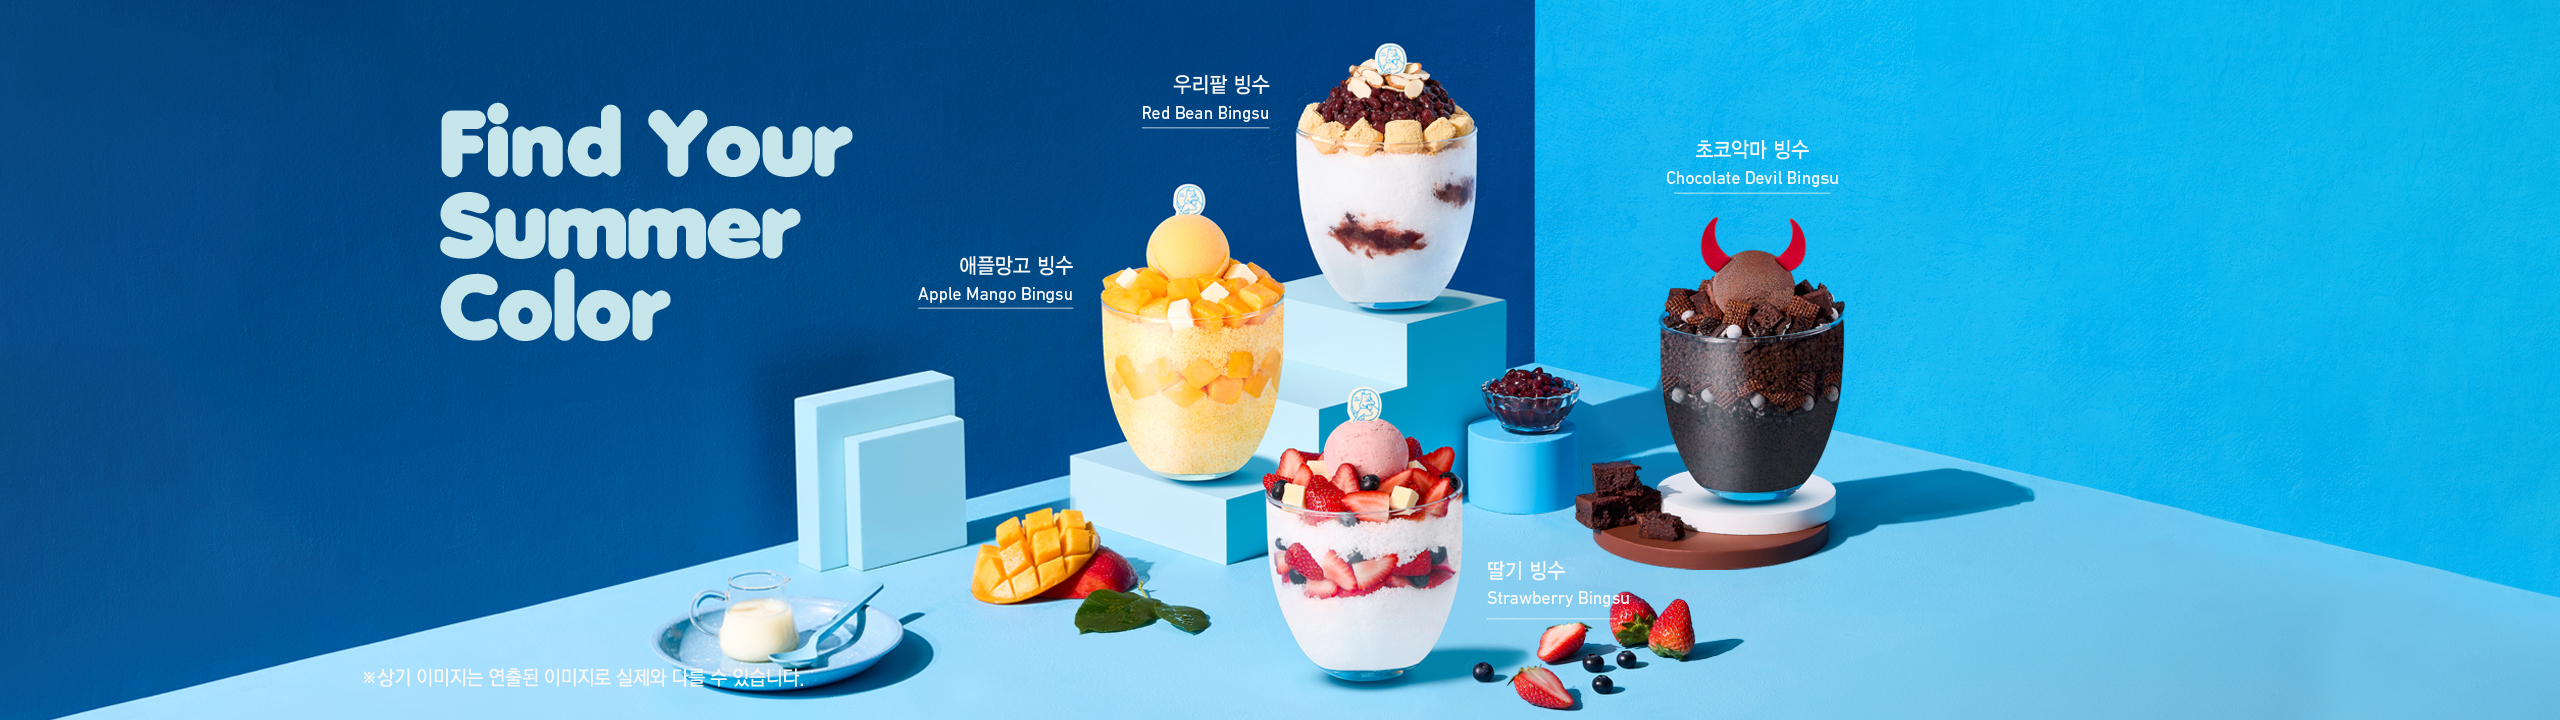 Find Your
Summer
Color
우리팥 빙수
Red Bean Bingsu
초코악마 빙수
Chocolate Devil Bingsu
애플망고 빙수
Apple Mango Bingsu
딸기 빙수
Strawberry Bingsu
※상기 이미지는 연출된 이미지로 실제와 다를 수 있습니다.